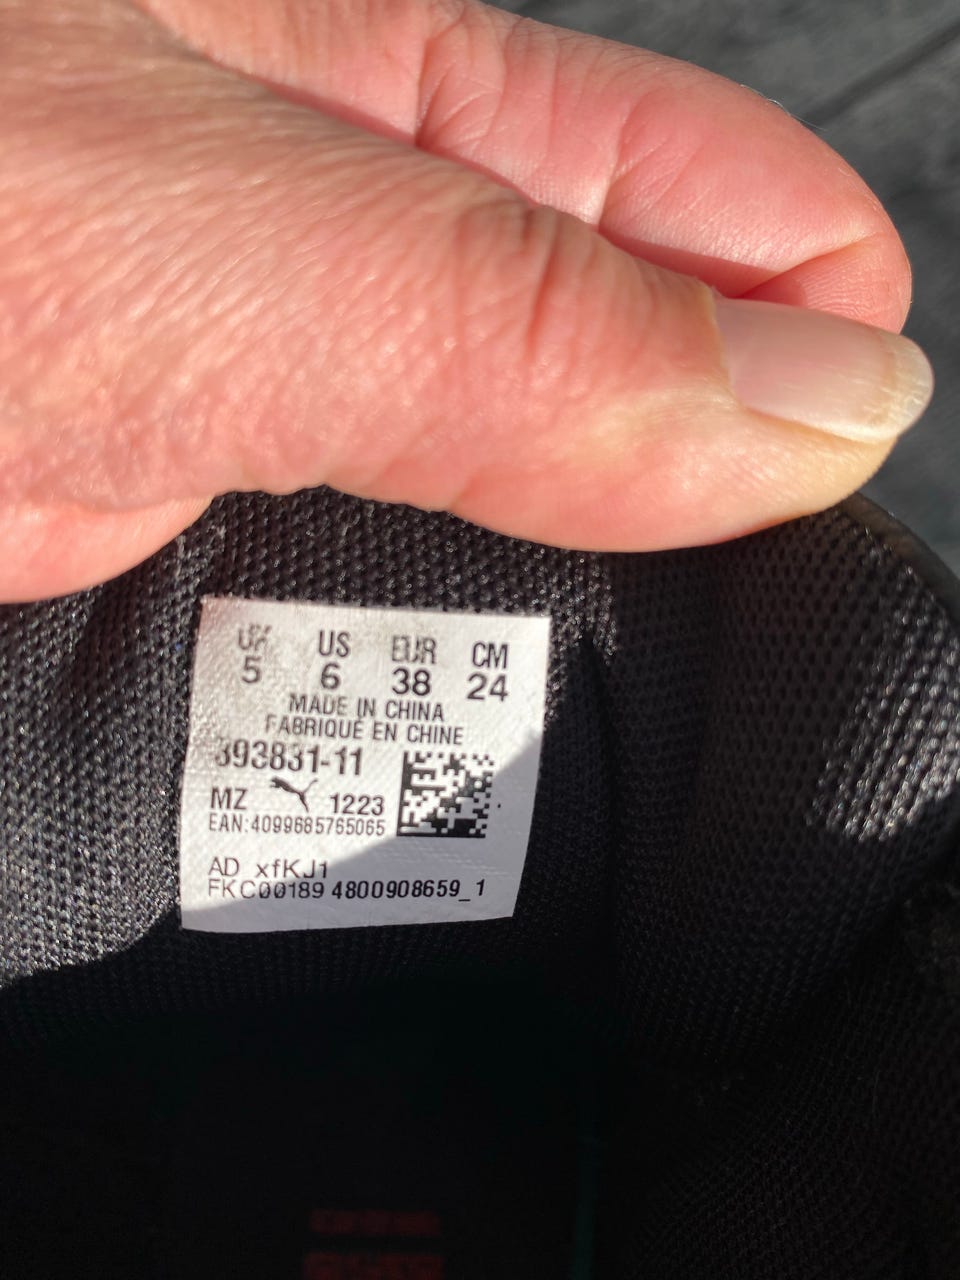 UK US EUR CM
5 6 38 24
MADE IN CHINA
FABRIQUÉ EN CHINE
393831-11
MZ 1223
EAN:4099685765065
AD xfKJ1
FKC00189 4800908659_1